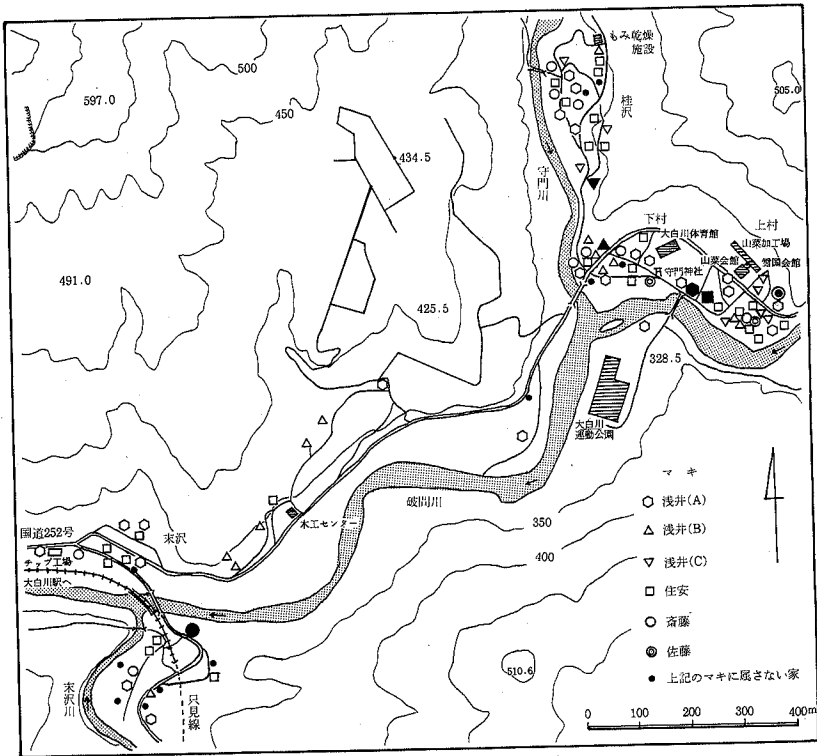 もみ乾燥
施設
500
597.0
505.0
450
桂沢
434.5
守門川
下村
上村
大白川体育館
山菜加工場
491.0
山菜会館
雪国会館
守門神社
425.5
328.5
大白川
運動公園
マキ
浅井(A)
破間川
国道252号
末沢
木工センター
350
浅井(B)
チップ工場
400
浅井(C)
大白川駅へ
住安
斎藤
510.6
佐藤
末沢川
只見線
上記のマキに属さない家
0 100 200 300 400m